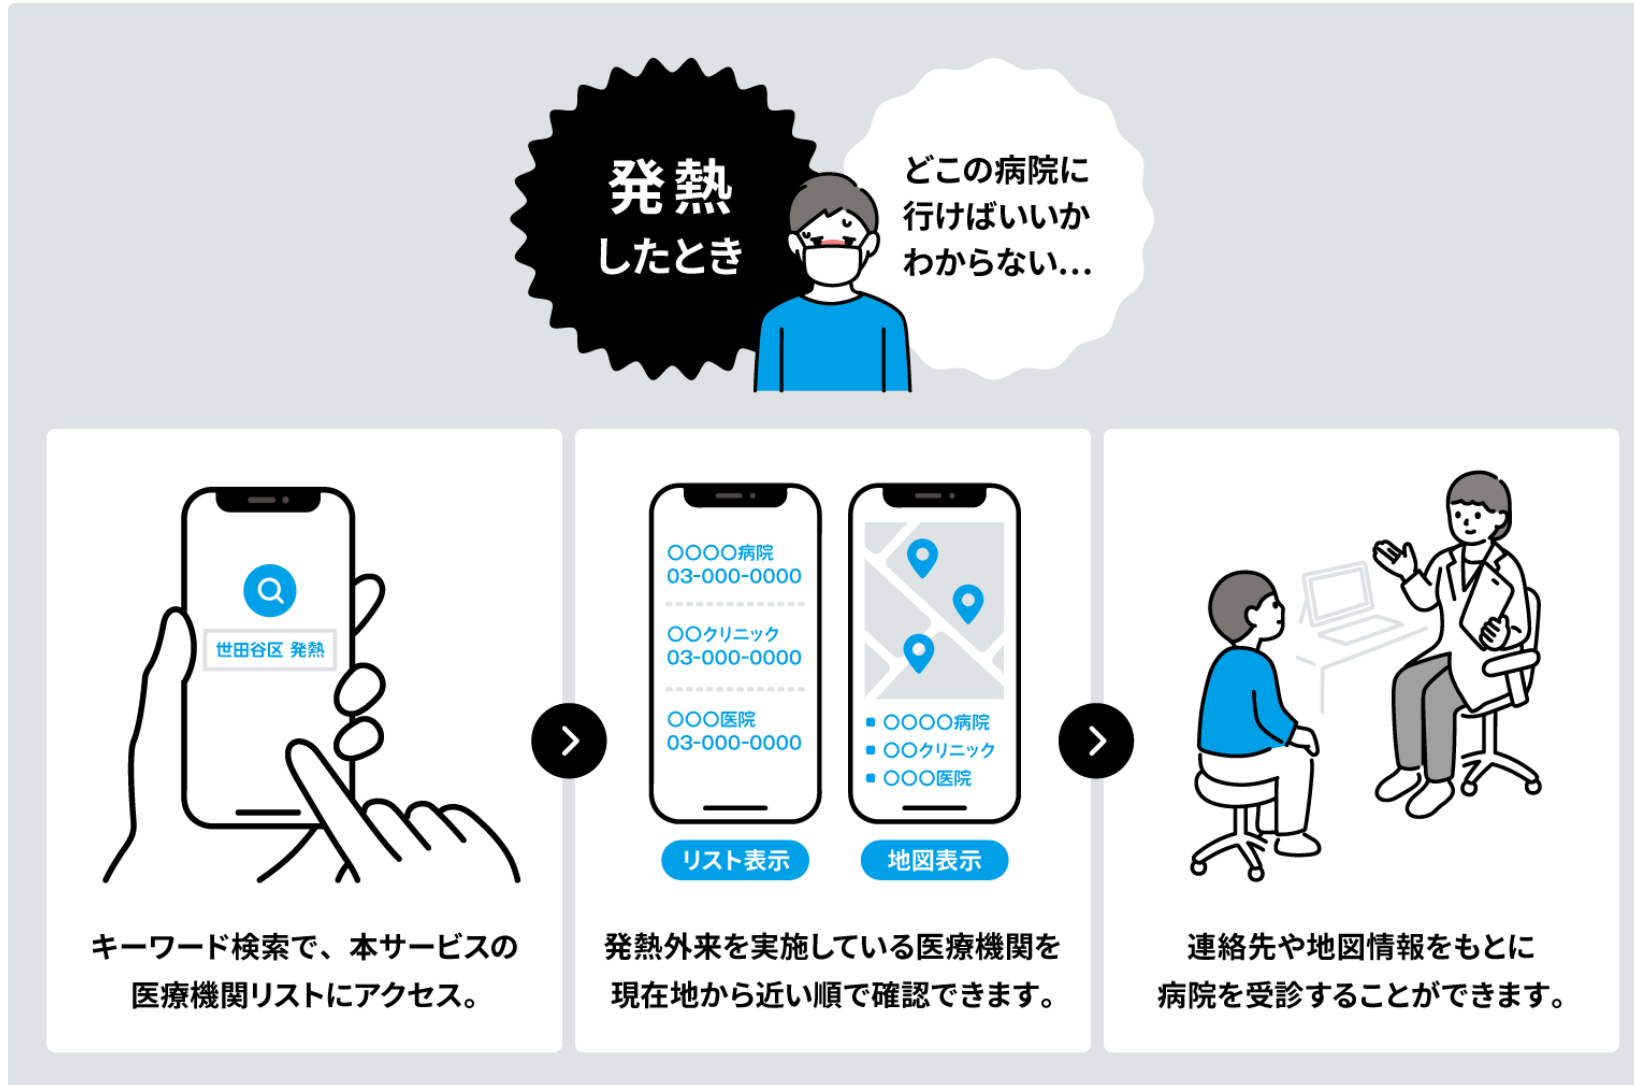 発熱
したとき
どこの病院に
行けばいいか
わからない...
世田谷区 発熱
キーワード検索で、本サービスの
医療機関リストにアクセス。
〇〇〇〇病院
03-000-0000
〇〇クリニック
03-000-0000
〇〇〇医院
03-000-0000
リスト表示
〇〇〇〇病院
〇〇クリニック
〇〇〇医院
地図表示
発熱外来を実施している医療機関を
現在地から近い順で確認できます。
連絡先や地図情報をもとに
病院を受診することができます。